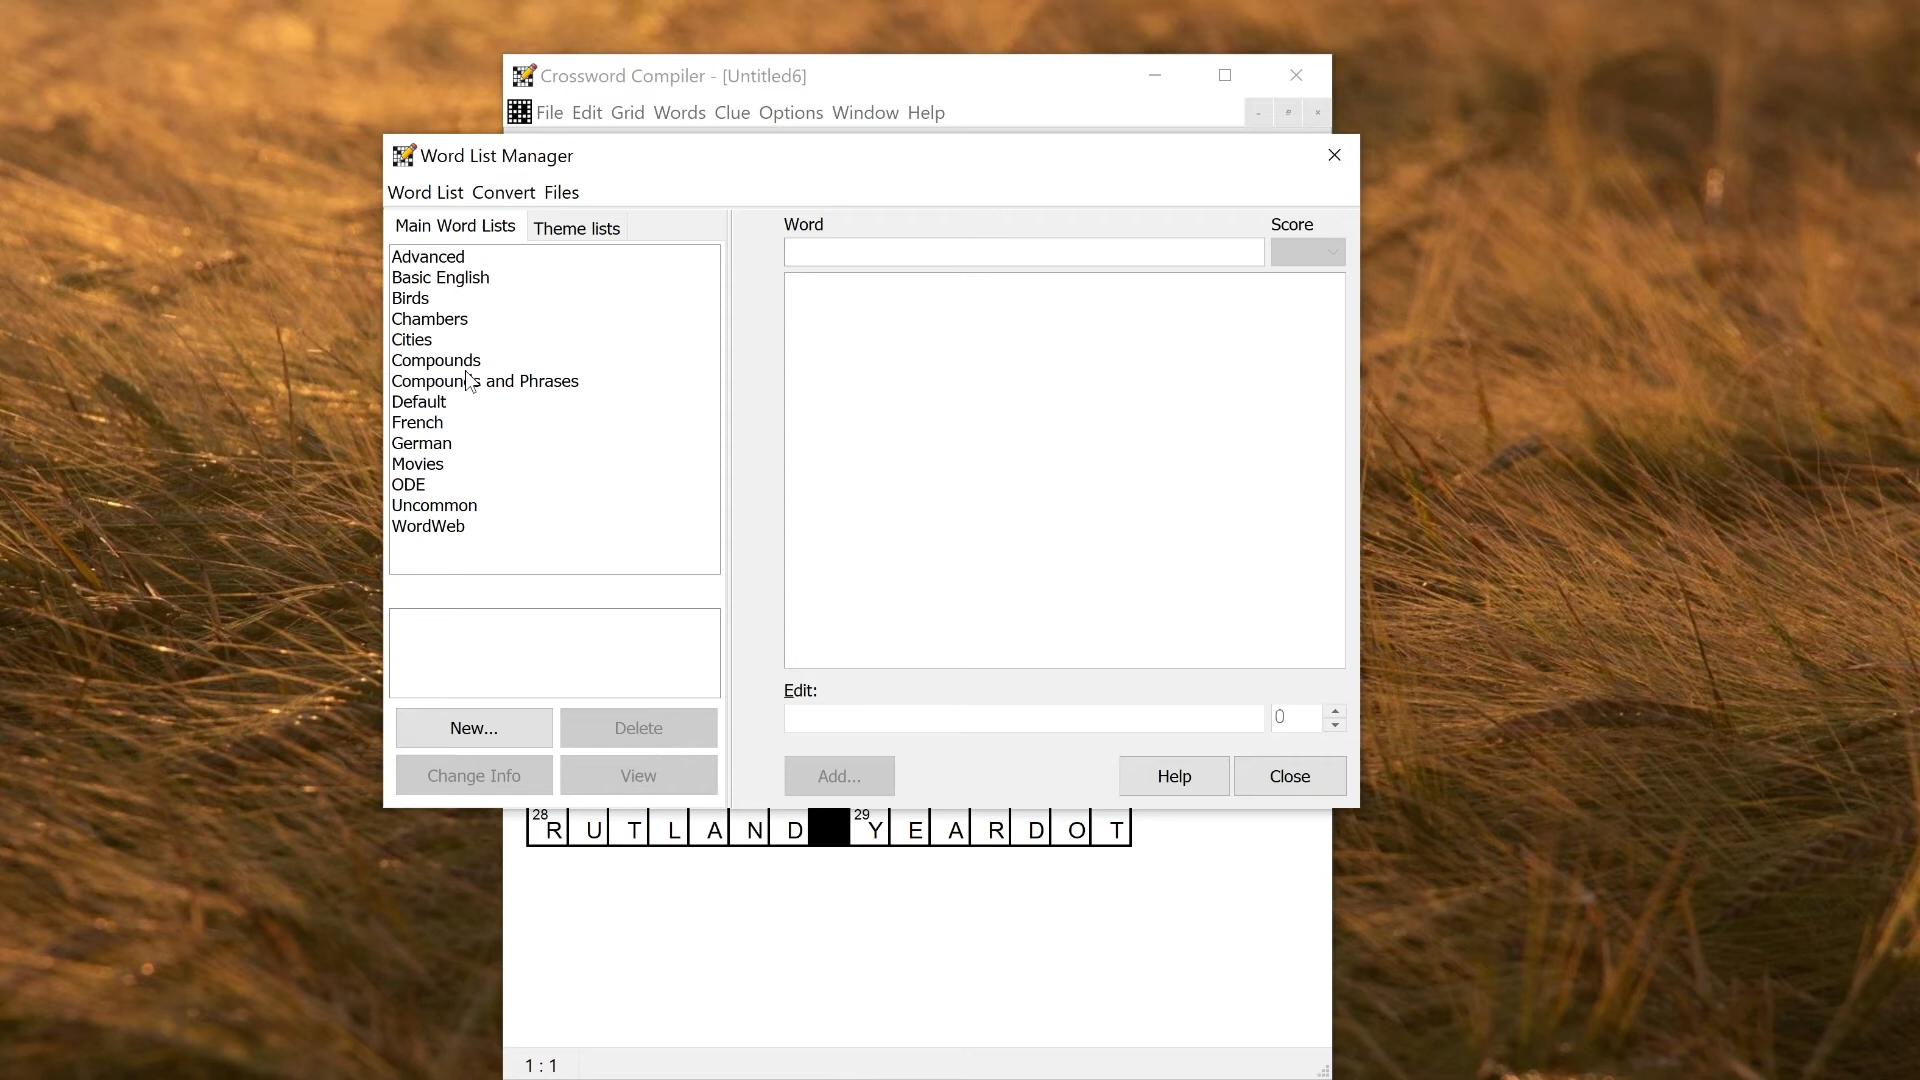 Crossword Compiler - [Untitled6]
File Edit Grid Words Clue Options Window Help
Word List Manager
Word List Convert Files
Main Word Lists Theme lists
Word Score
Advanced
Basic English
Birds
Chambers
Cities
Compounds
Compounds and Phrases
Default
French
German
Movies
ODE
Uncommon
WordWeb
Edit:
0
New... Delete
Change Info View
Add... Help Close
28 R U T L A N D 29 Y E A R D O T
1 : 1